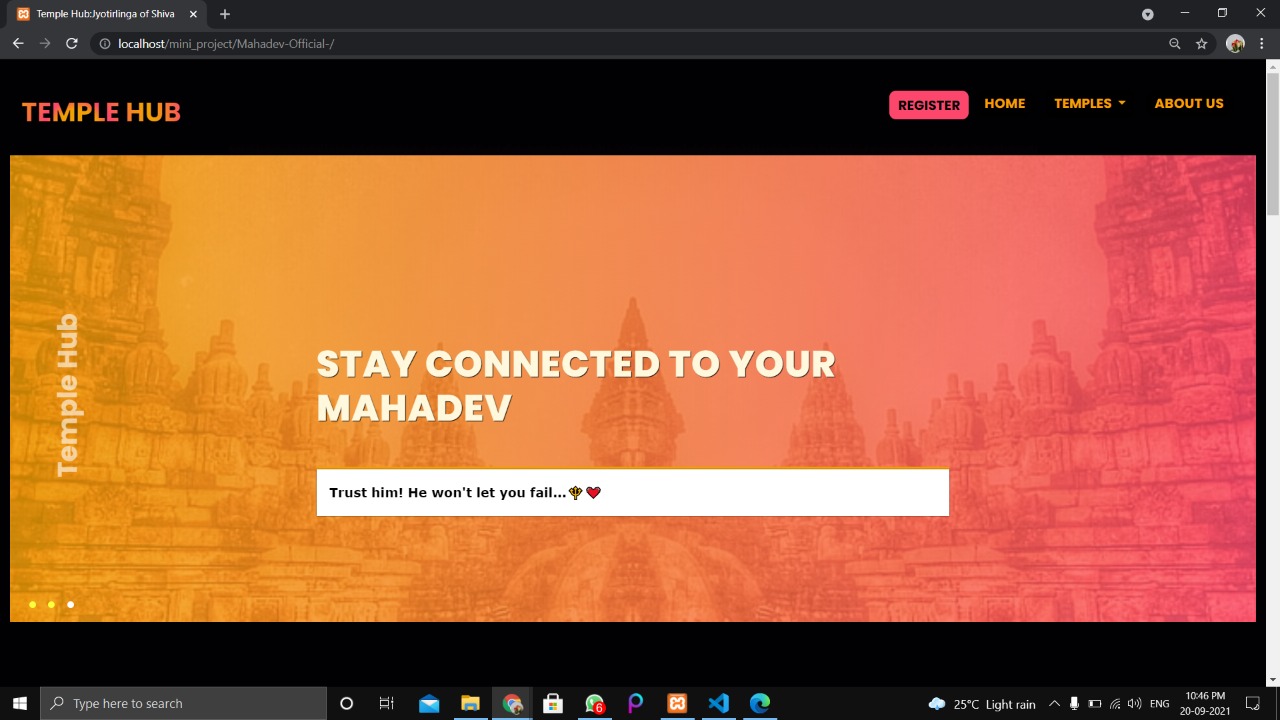 Temple Hub:Jyotirlinga of Shiva
localhost/mini_project/Mahadev-Official-/
TEMPLE HUB
REGISTER
HOME
TEMPLES
ABOUT US
Temple Hub
STAY CONNECTED TO YOUR
MAHADEV
Trust him! He won't let you fail...🔱❤
Type here to search
6
25°C Light rain
ENG
10:46 PM
20-09-2021